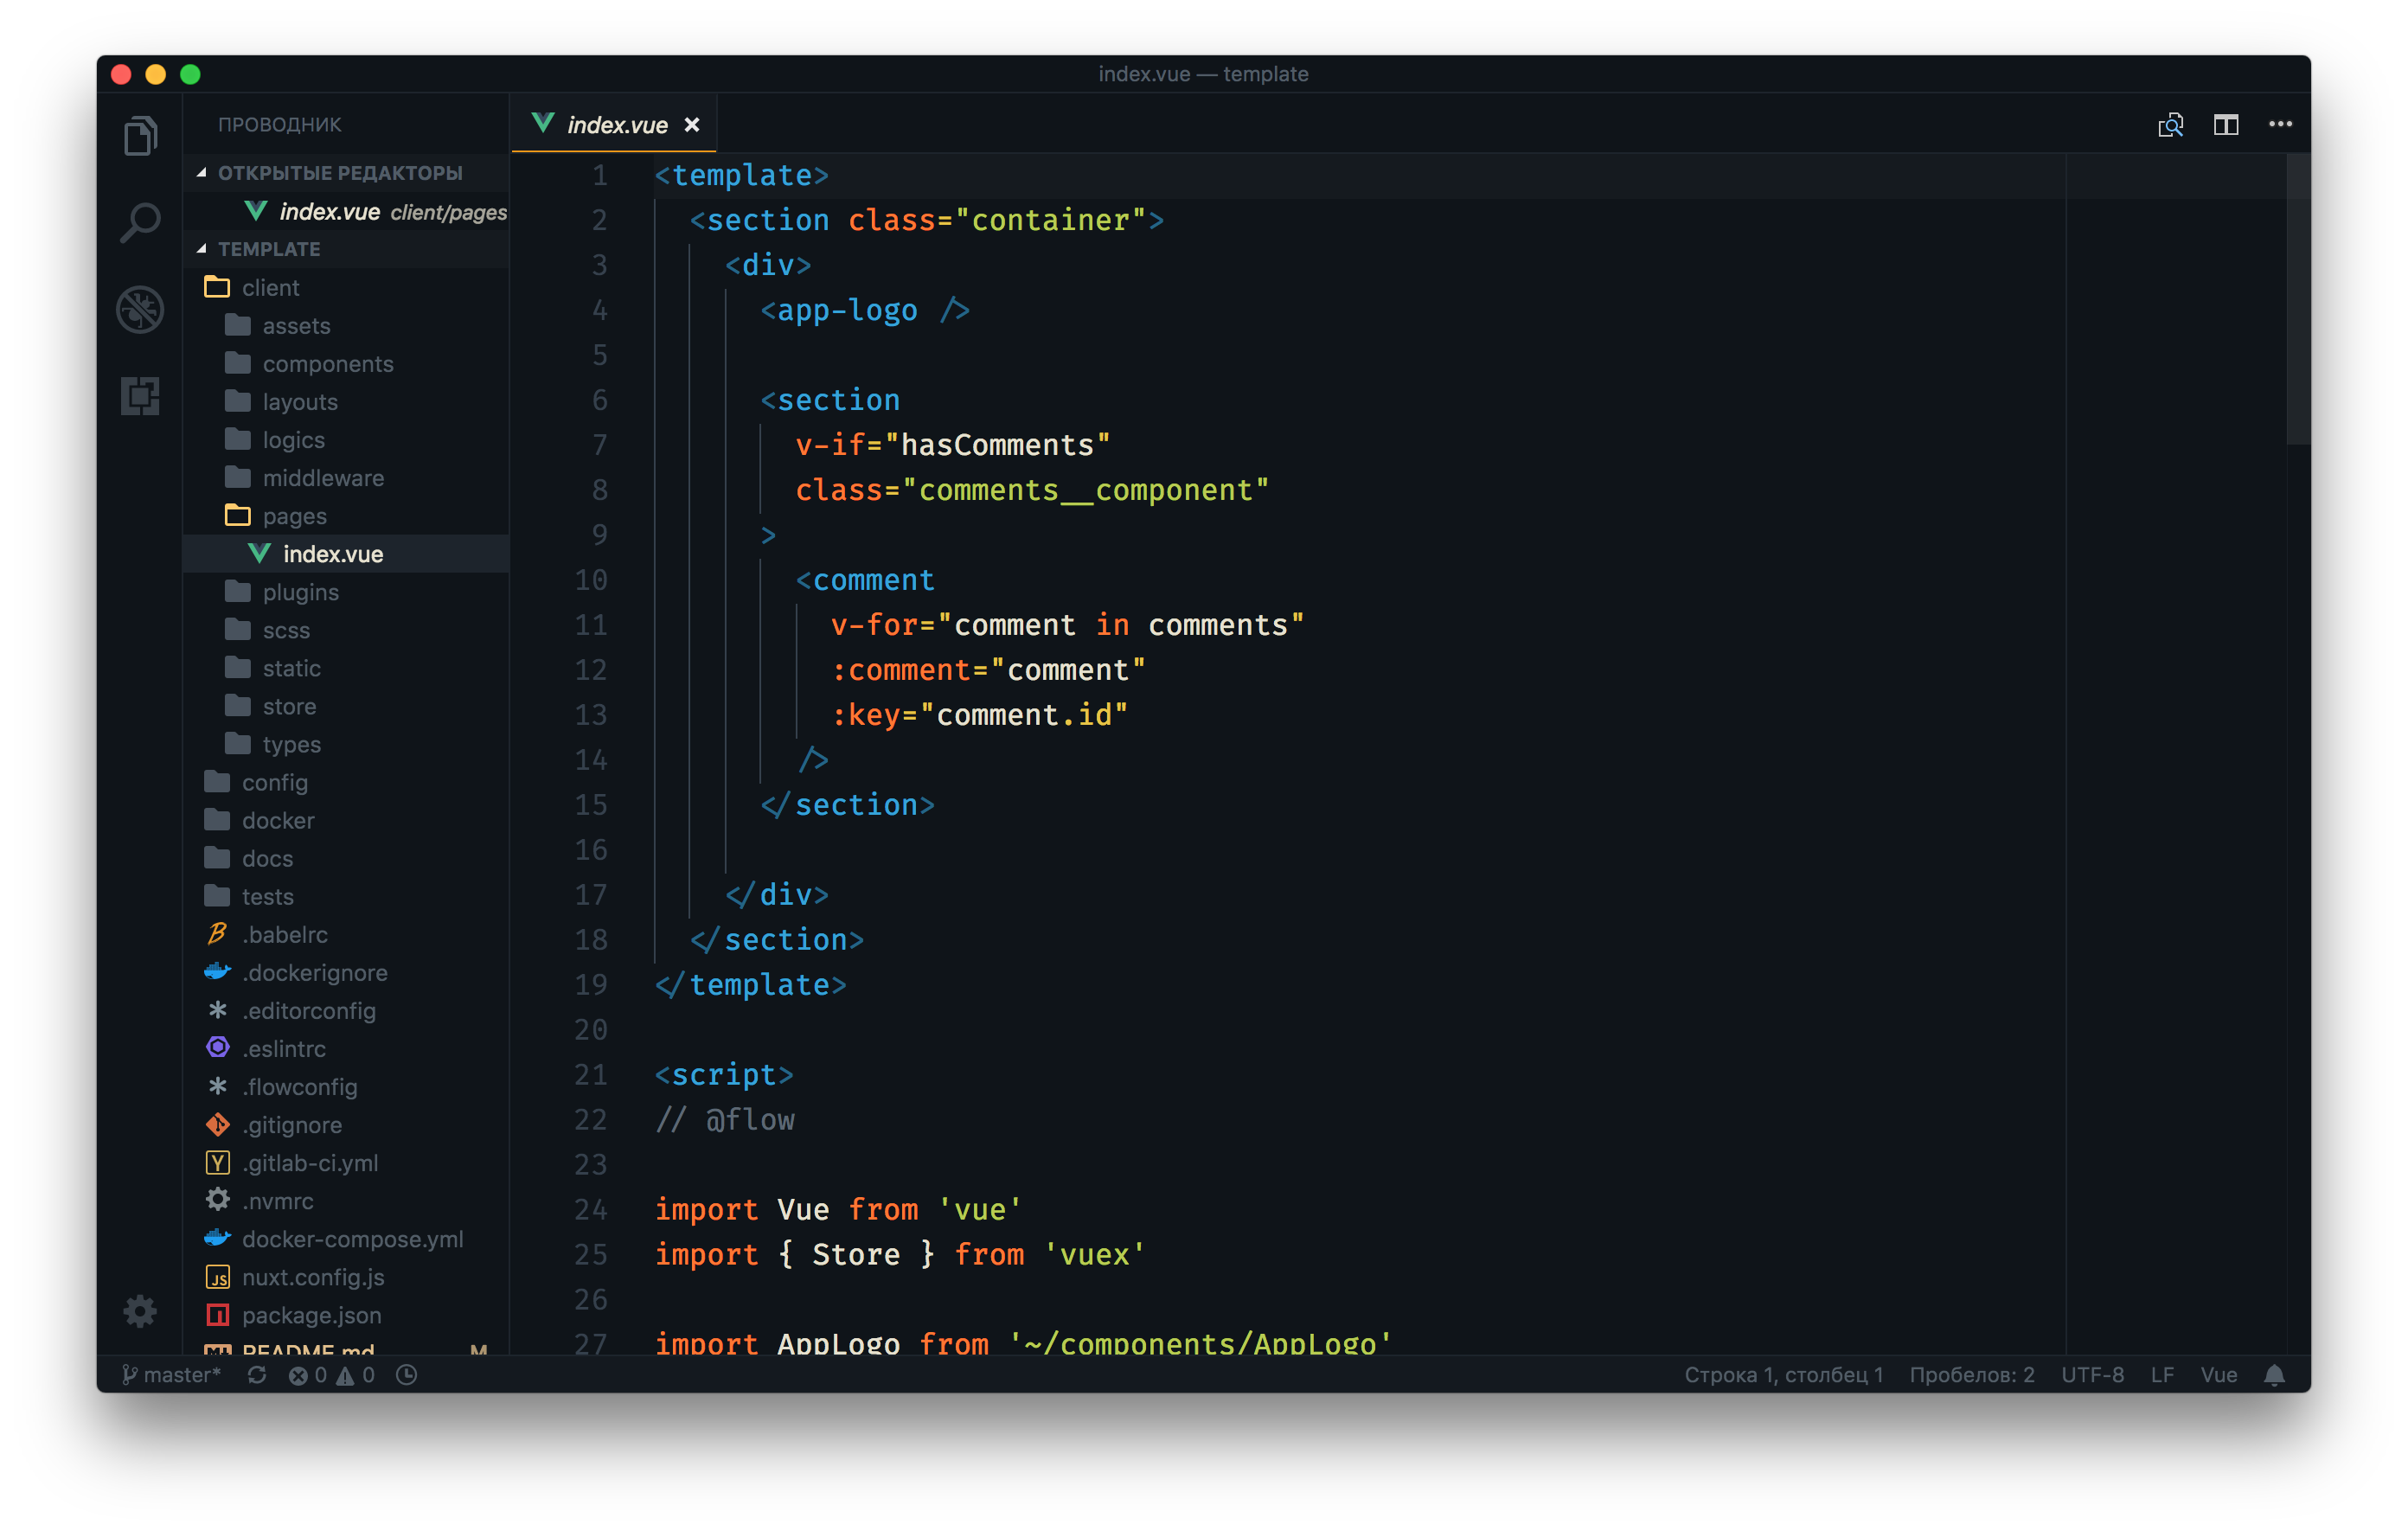 index.vue — template
ПРОВОДНИК
ОТКРЫТЫЕ РЕДАКТОРЫ
index.vue client/pages
TEMPLATE
client
assets
components
layouts
logics
middleware
pages
index.vue
plugins
scss
static
store
types
config
docker
docs
tests
.babelrc
.dockerignore
.editorconfig
.eslintrc
.flowconfig
.gitignore
.gitlab-ci.yml
.nvmrc
docker-compose.yml
nuxt.config.js
package.json
README.md M
index.vue
1 <template>
2 <section class="container">
3 <div>
4 <app-logo />
5
6 <section
7 v-if="hasComments"
8 class="comments__component"
9 >
10 <comment
11 v-for="comment in comments"
12 :comment="comment"
13 :key="comment.id"
14 />
15 </section>
16
17 </div>
18 </section>
19 </template>
20
21 <script>
22 // @flow
23
24 import Vue from 'vue'
25 import { Store } from 'vuex'
26
27 import AppLogo from '~/components/AppLogo'
master* 0 0 Строка 1, столбец 1 Пробелов: 2 UTF-8 LF Vue